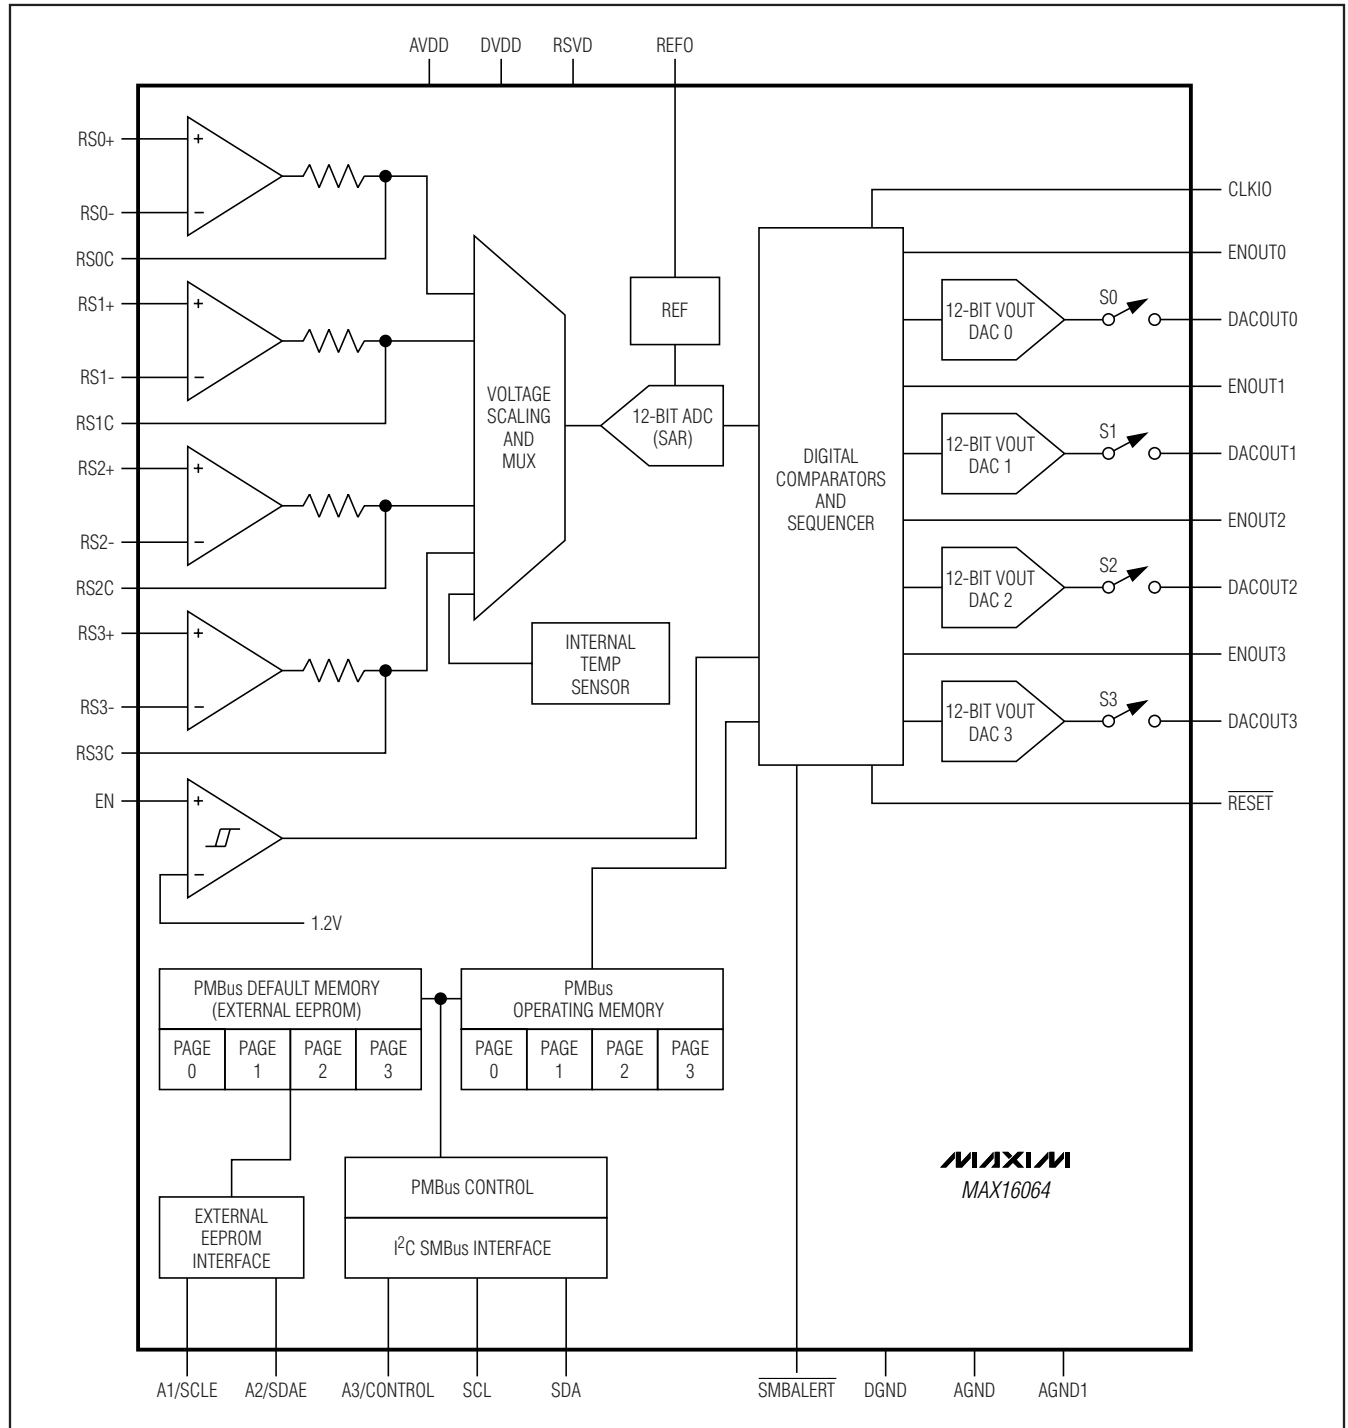 AVDD DVDD RSVD REFO
RS0+
+
RS0-
−
RS0C
RS1+
+
RS1-
−
RS1C
RS2+
+
RS2-
−
RS2C
RS3+
+
RS3-
−
RS3C
EN
+
−
1.2V
VOLTAGE
SCALING
AND
MUX
REF
12-BIT ADC
(SAR)
INTERNAL
TEMP
SENSOR
DIGITAL
COMPARATORS
AND
SEQUENCER
CLKIO
ENOUT0
12-BIT VOUT
DAC 0
S0
DACOUT0
ENOUT1
12-BIT VOUT
DAC 1
S1
DACOUT1
ENOUT2
12-BIT VOUT
DAC 2
S2
DACOUT2
ENOUT3
12-BIT VOUT
DAC 3
S3
DACOUT3
RESET
PMBus DEFAULT MEMORY
(EXTERNAL EEPROM)
PAGE
0
PAGE
1
PAGE
2
PAGE
3
PMBus
OPERATING MEMORY
PAGE
0
PAGE
1
PAGE
2
PAGE
3
EXTERNAL
EEPROM
INTERFACE
PMBus CONTROL
I²C SMBus INTERFACE
MAXIM
MAX16064
A1/SCLE A2/SDAE A3/CONTROL SCL SDA SMBALERT DGND AGND AGND1